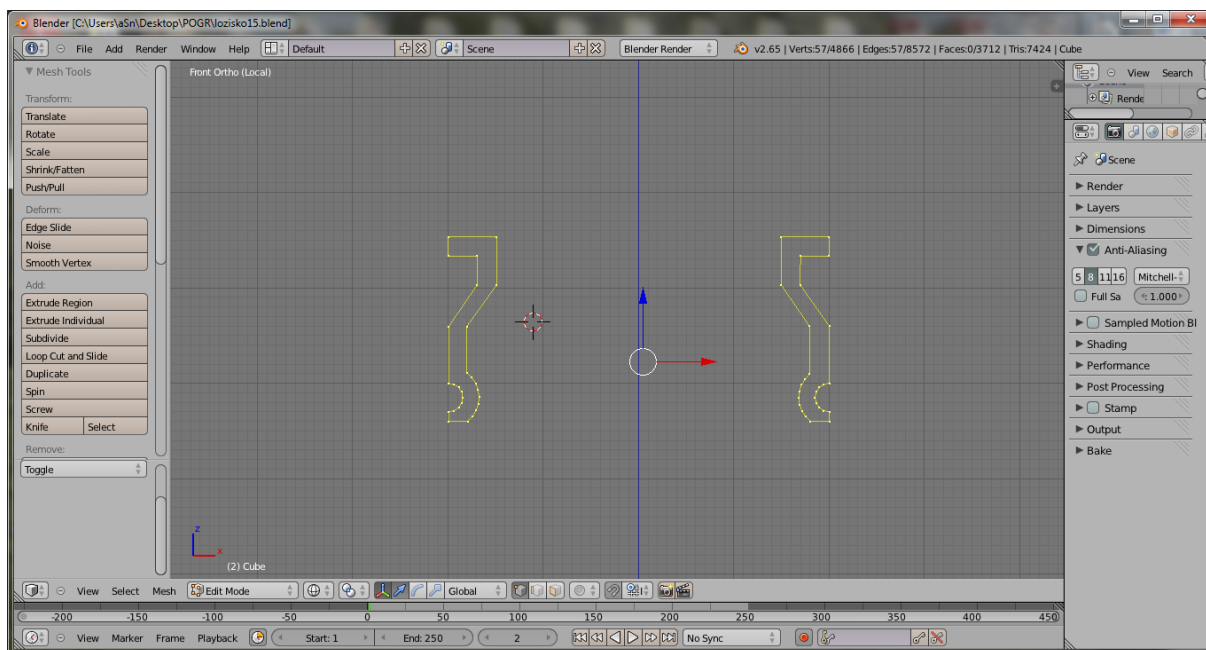 Blender [C:\Users\aSn\Desktop\POGR\lozisko15.blend]
File Add Render Window Help Default Scene Blender Render v2.65 | Verts:57/4866 | Edges:57/8572 | Faces:0/3712 | Tris:7424 | Cube
Mesh Tools
Transform:
Translate
Rotate
Scale
Shrink/Fatten
Push/Pull
Deform:
Edge Slide
Noise
Smooth Vertex
Add:
Extrude Region
Extrude Individual
Subdivide
Loop Cut and Slide
Duplicate
Spin
Screw
Knife Select
Remove:
Toggle
Front Ortho (Local)
z
x
(2) Cube
View Search
Rende
Scene
Render
Layers
Dimensions
Anti-Aliasing
5 8 11 16 Mitchell-
Full Sa 1.000
Sampled Motion Bl
Shading
Performance
Post Processing
Stamp
Output
Bake
View Select Mesh Edit Mode Global
-200 -150 -100 -50 0 50 100 150 200 250 300 350 400 450
View Marker Frame Playback Start: 1 End: 250 2 No Sync